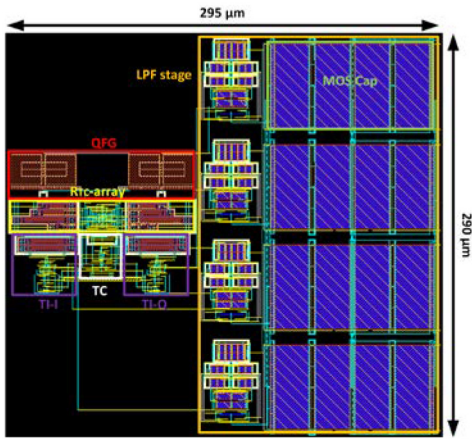 295 µm
LPF stage
MOS Cap
QFG
RTC-array
TC
TI-I
TI-O
290 µm